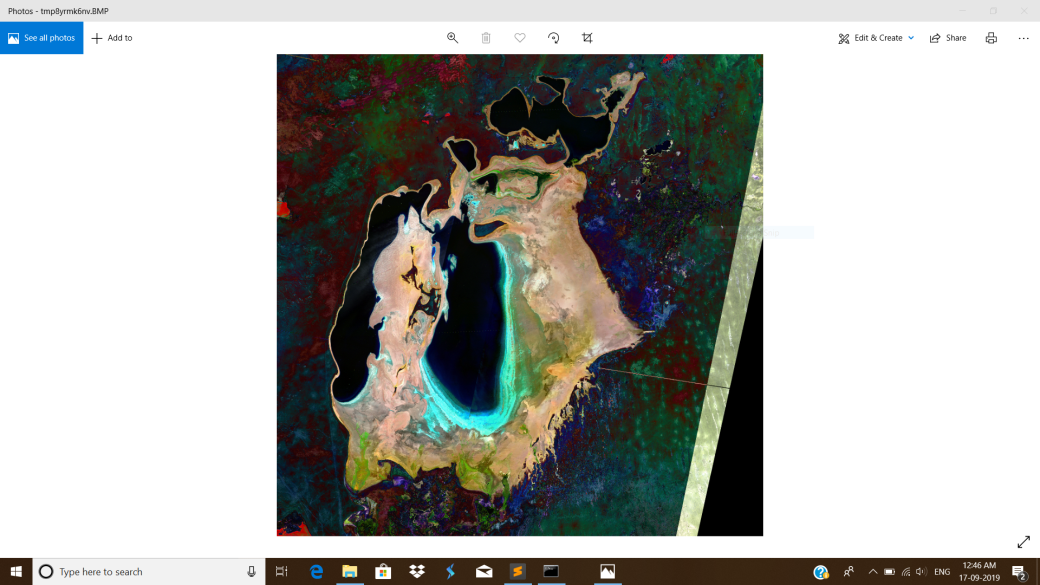 Photos - tmp8yrmk6nv.BMP
See all photos
Add to
Edit & Create
Share
Type here to search
ENG
12:46 AM
17-09-2019
2